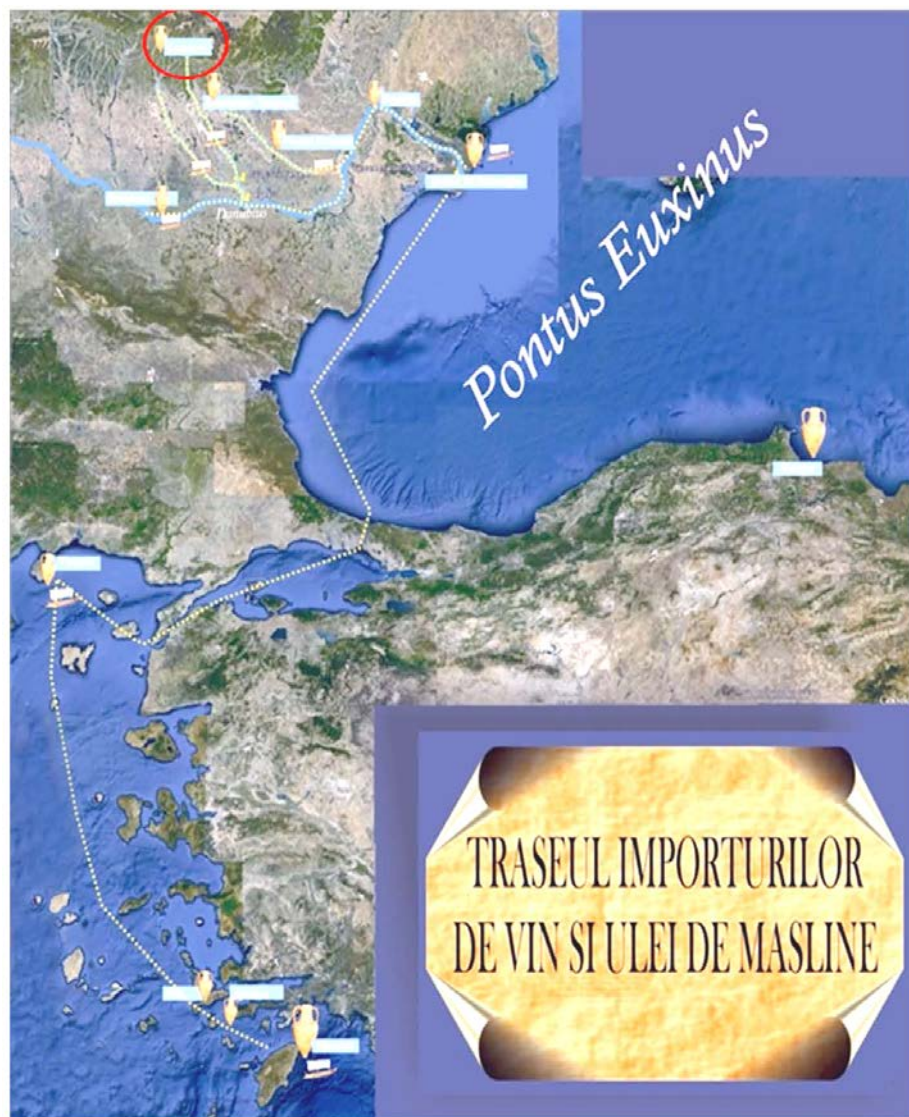 Pontus Euxinus
Danubius
TRASEUL IMPORTURILOR
DE VIN SI ULEI DE MASLINE